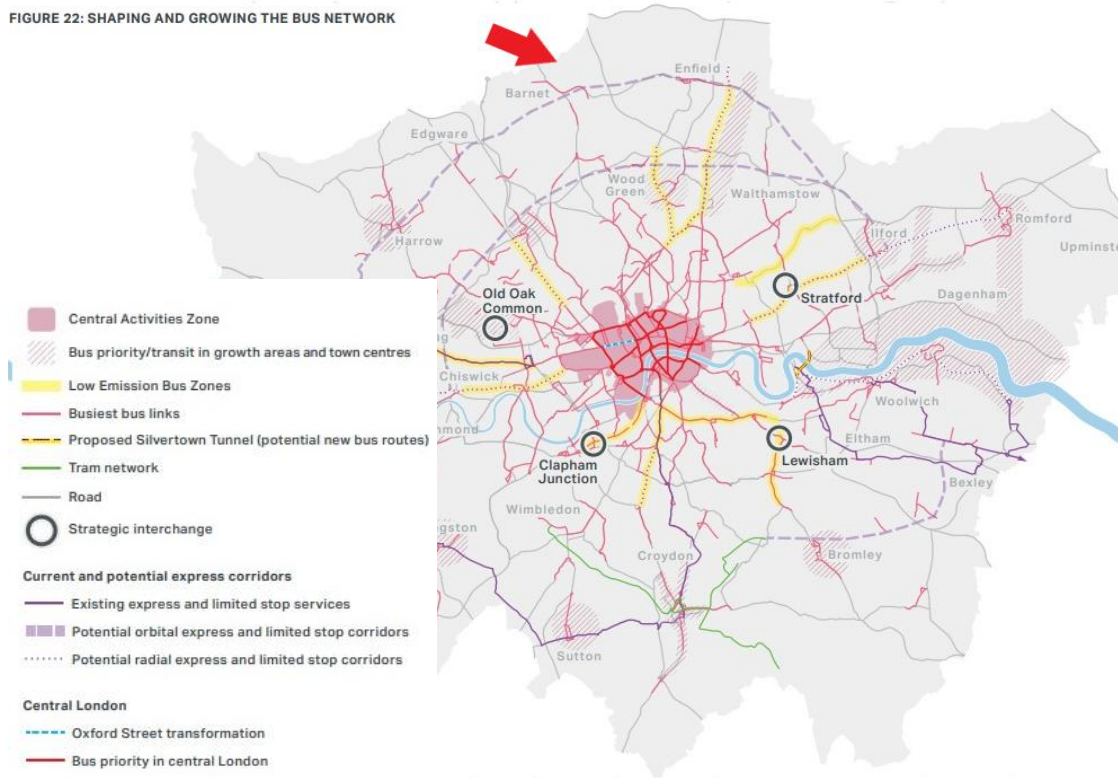 FIGURE 22: SHAPING AND GROWING THE BUS NETWORK
Enfield
Barnet
Edgware
Wood
Green
Walthamstow
Harrow
Ilford
Romford
Upminst
Old Oak
Common
Stratford
Dagenham
Chiswick
Woolwich
Eltham
Clapham
Junction
Lewisham
Bexley
Wimbledon
Croydon
Bromley
Sutton
Central Activities Zone
Bus priority/transit in growth areas and town centres
Low Emission Bus Zones
Busiest bus links
Proposed Silvertown Tunnel (potential new bus routes)
Tram network
Road
Strategic interchange
Current and potential express corridors
Existing express and limited stop services
Potential orbital express and limited stop corridors
Potential radial express and limited stop corridors
Central London
Oxford Street transformation
Bus priority in central London